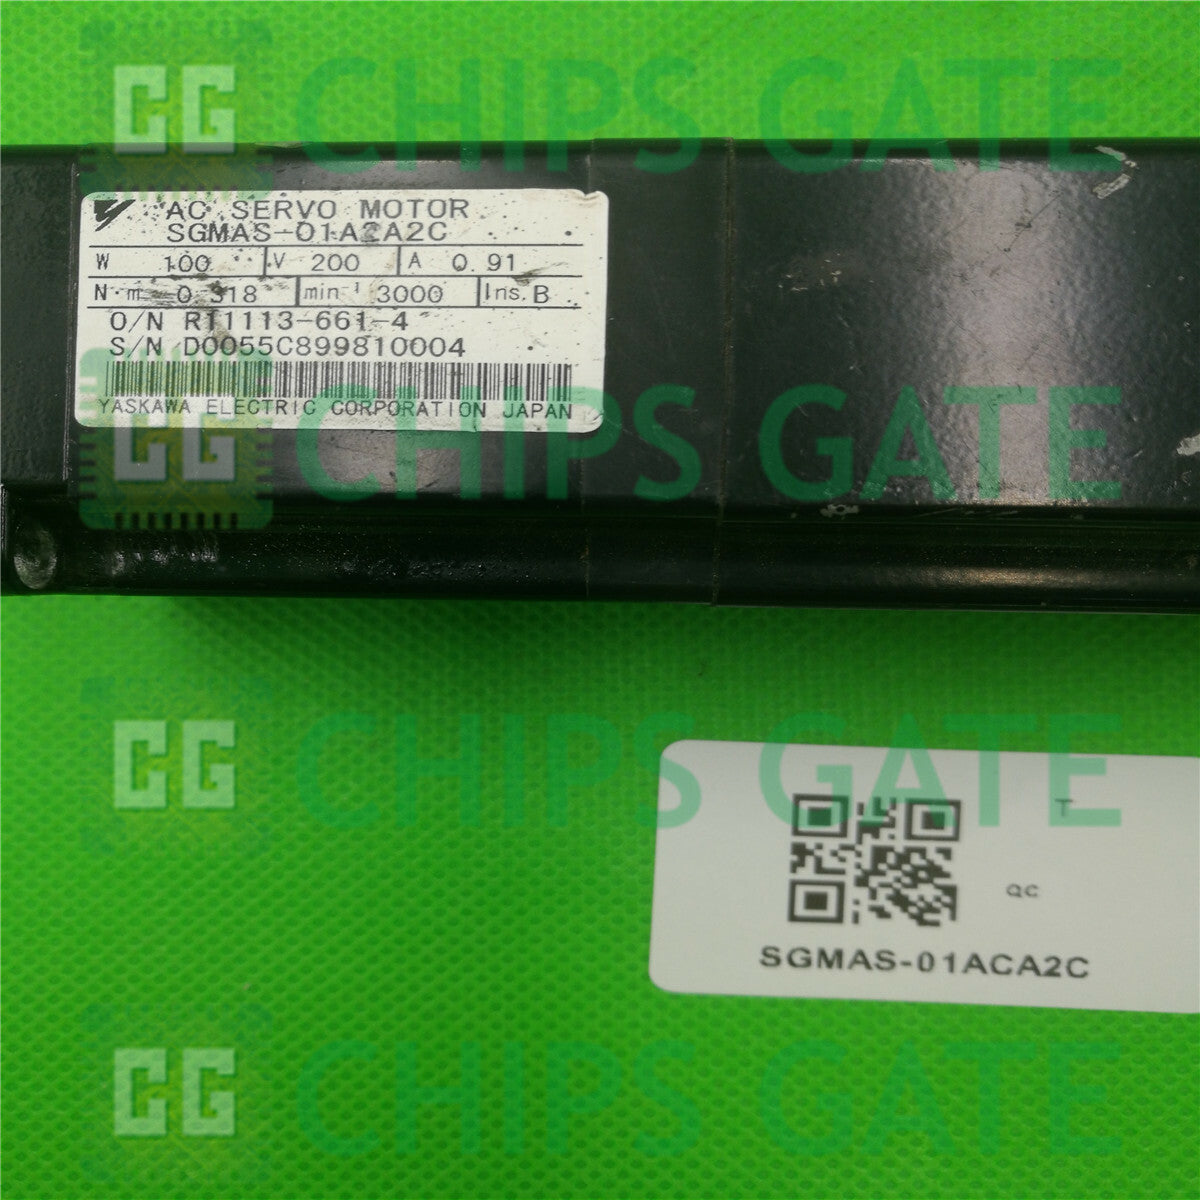 CHIPS GATE
AC SERVO MOTOR
SGMAS-01A2A2C
W 100 V 200 A 0.91
N·m 0.318 min⁻¹ 3000 Ins. B
O/N R11113-661-4
S/N D0055C899810004
YASKAWA ELECTRIC CORPORATION JAPAN
CHIPS GATE
CHIPS GATE
T
QC
SGMAS-01ACA2C
CHIPS GATE